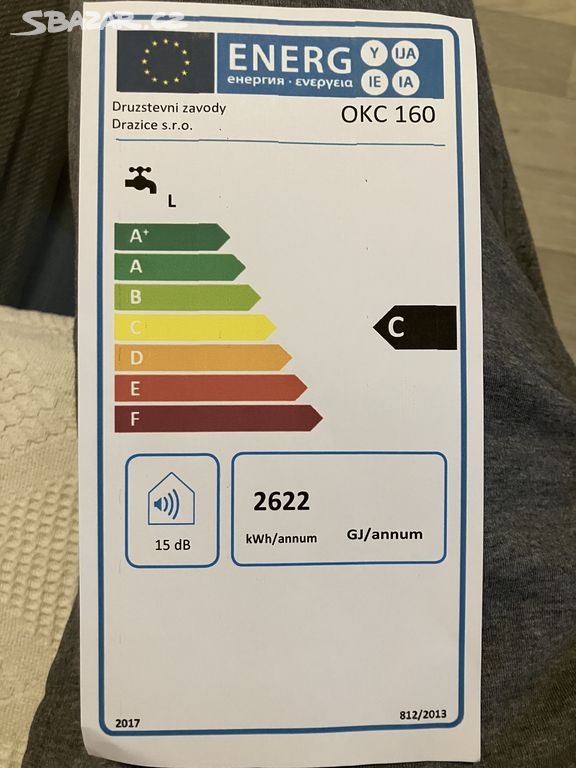 SBAZAR.CZ
ENERG
енергия · ενεργεια
Y IJA
IE IA
Druzstevni zavody
Drazice s.r.o.
OKC 160
L
A+
A
B
C
D
E
F
C
15 dB
2622
kWh/annum
GJ/annum
2017
812/2013